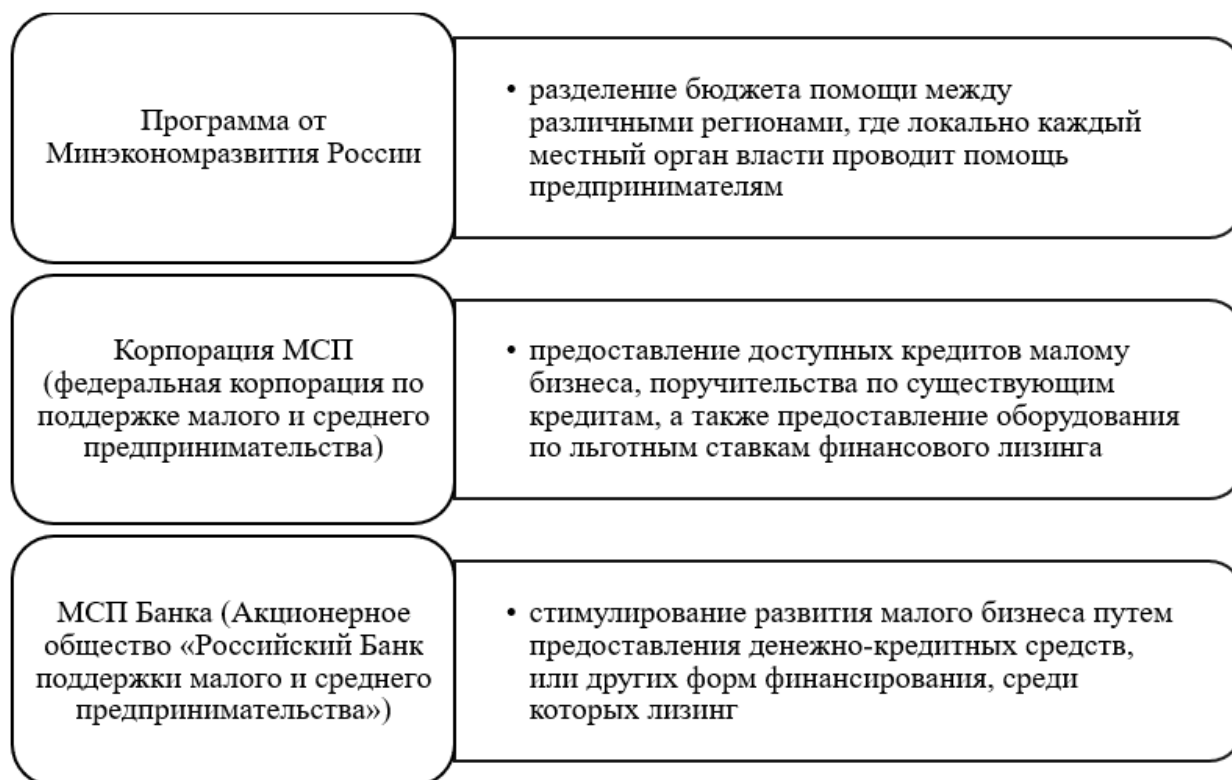 Программа от
Минэкономразвития России
• разделение бюджета помощи между
различными регионами, где локально каждый
местный орган власти проводит помощь
предпринимателям
Корпорация МСП
(федеральная корпорация по
поддержке малого и среднего
предпринимательства)
• предоставление доступных кредитов малому
бизнеса, поручительства по существующим
кредитам, а также предоставление оборудования
по льготным ставкам финансового лизинга
МСП Банка (Акционерное
общество «Российский Банк
поддержки малого и среднего
предпринимательства»)
• стимулирование развития малого бизнеса путем
предоставления денежно-кредитных средств,
или других форм финансирования, среди
которых лизинг